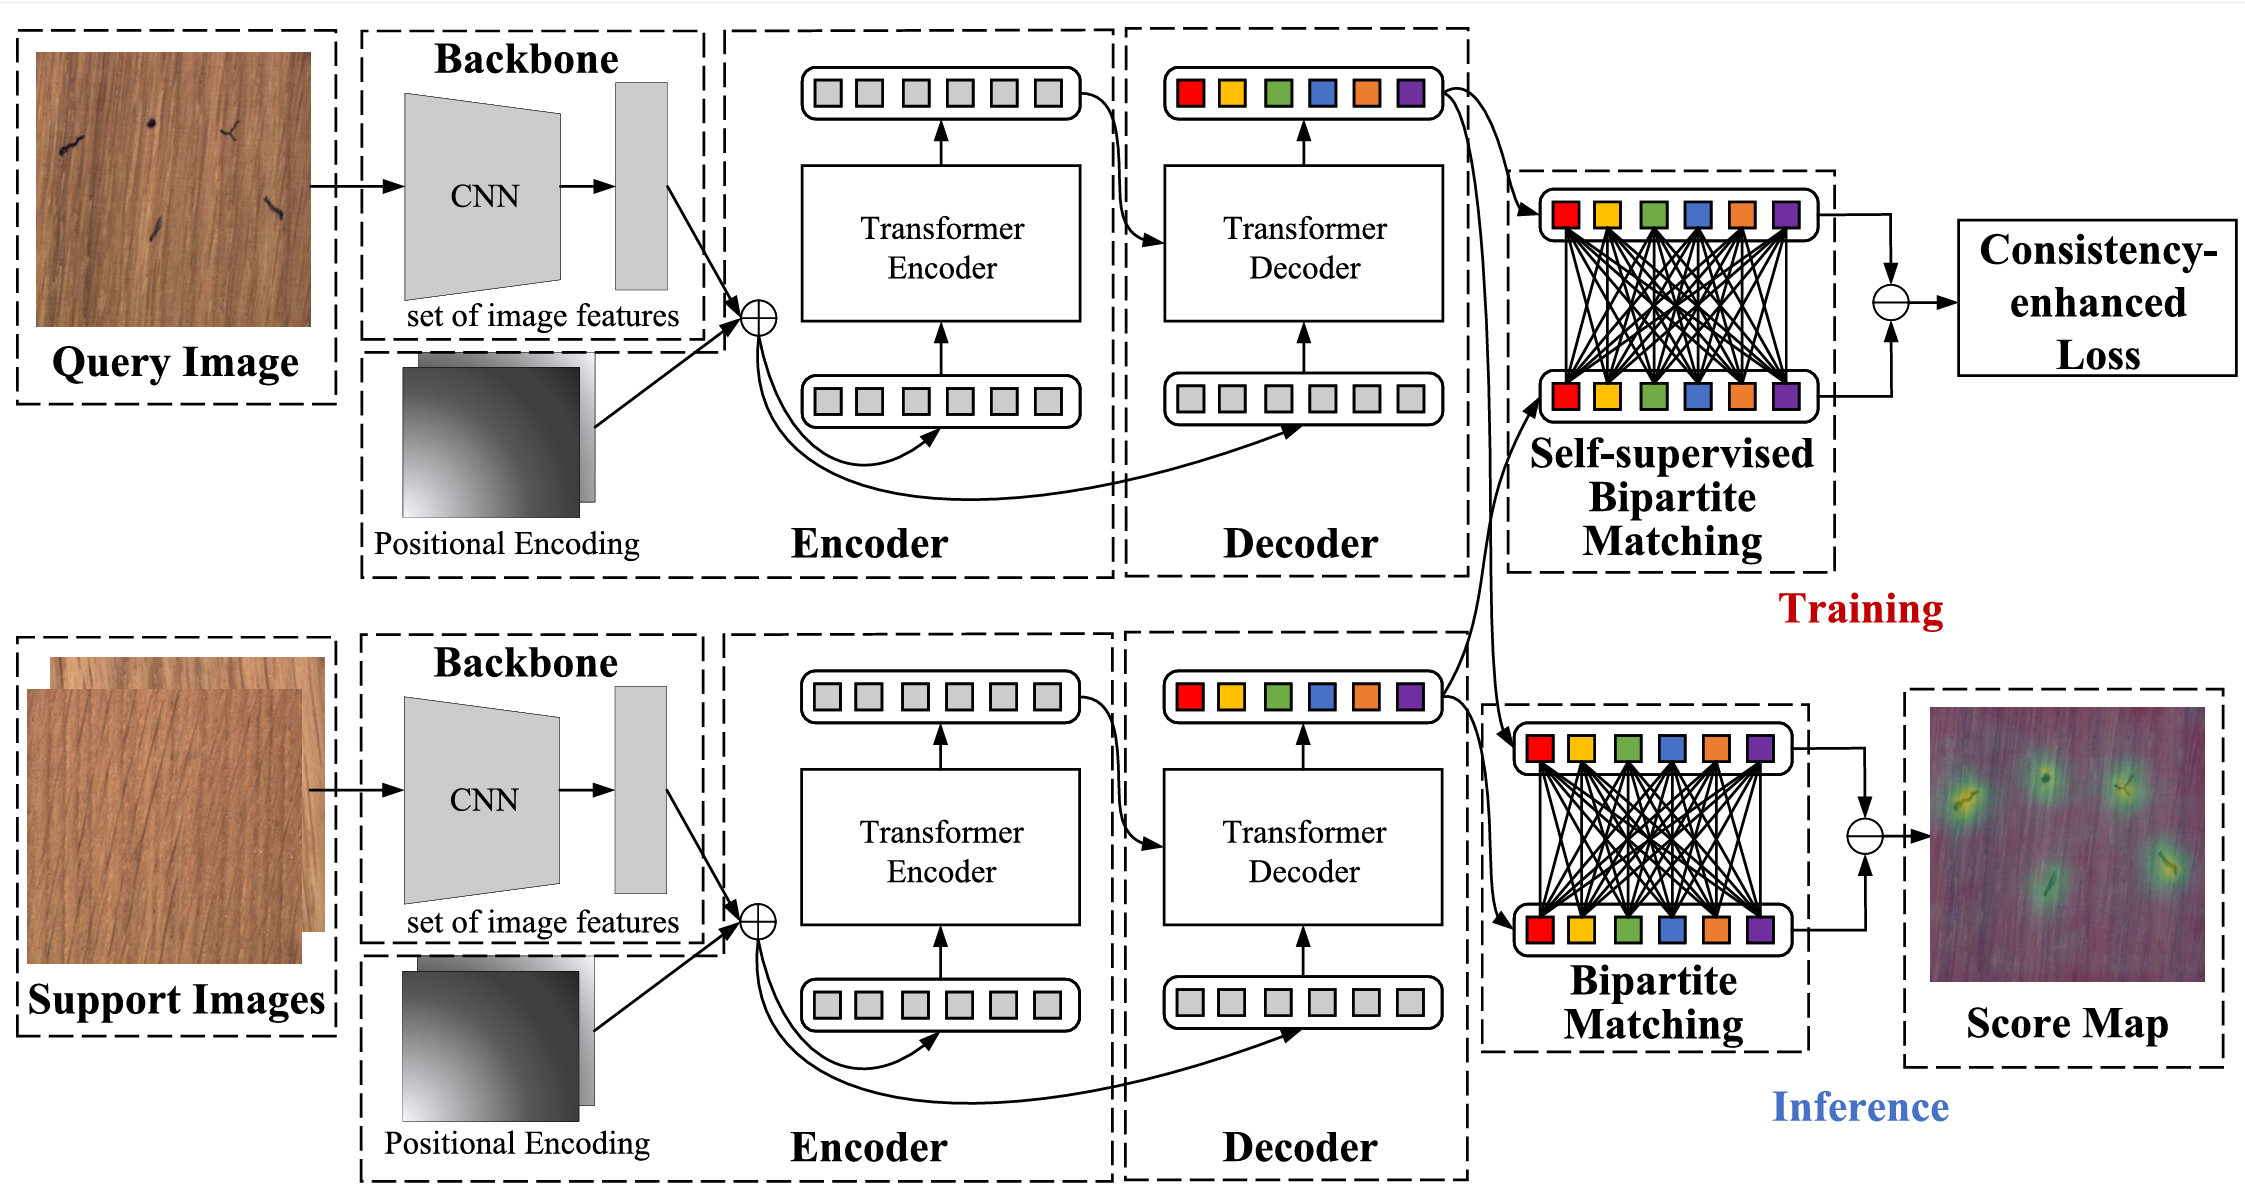 Backbone
CNN
set of image features
Query Image
Positional Encoding
Transformer
Encoder
Encoder
Transformer
Decoder
Decoder
Self-supervised
Bipartite
Matching
Consistency-
enhanced
Loss
Training
Backbone
CNN
set of image features
Support Images
Positional Encoding
Transformer
Encoder
Encoder
Transformer
Decoder
Decoder
Bipartite
Matching
Score Map
Inference